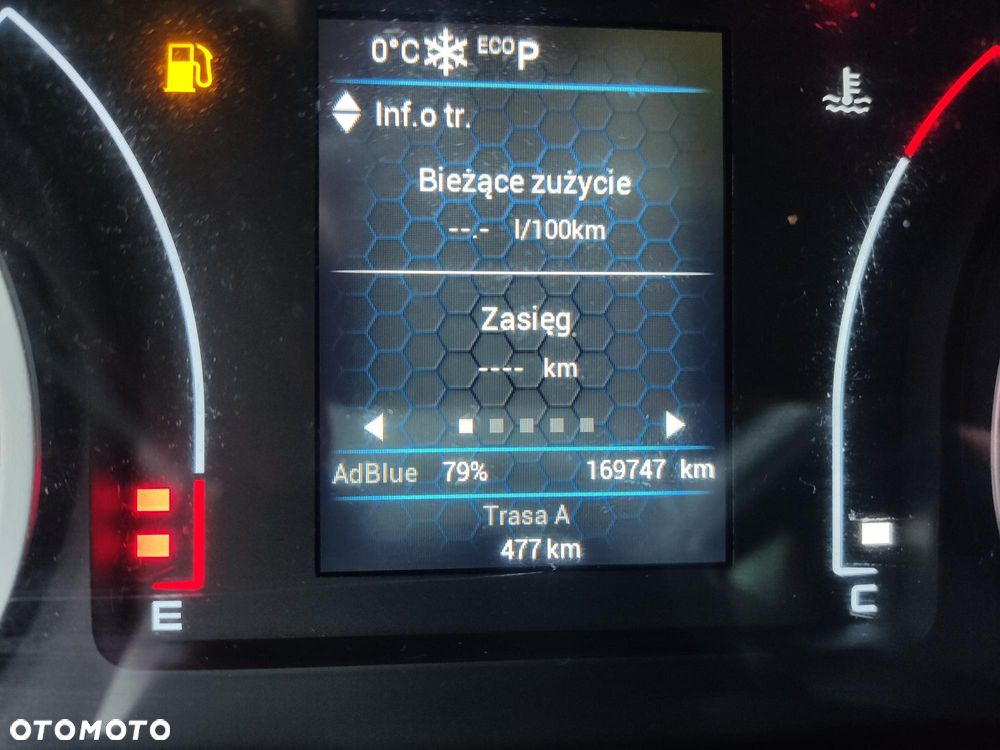 0°C ECO P
Inf.o tr.
Bieżące zużycie
--.- l/100km
Zasięg
---- km
AdBlue 79% 169747 km
Trasa A
477 km
E
C
OTOMOTO